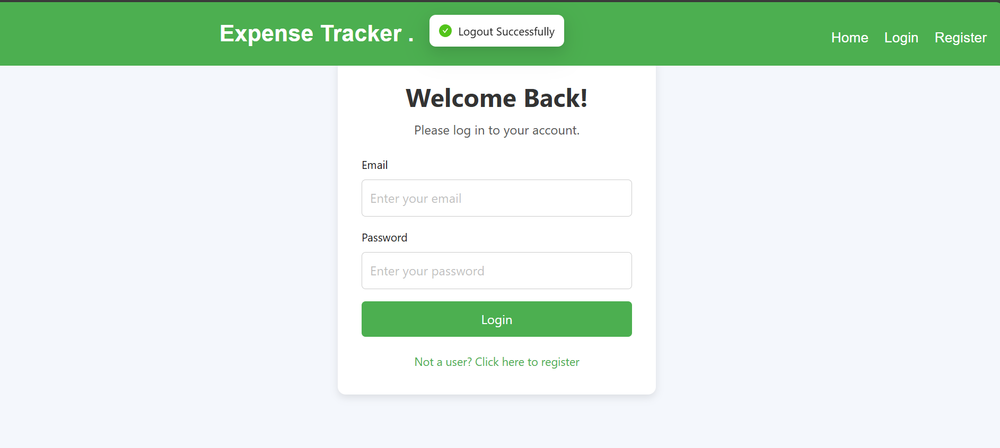 Expense Tracker .
Logout Successfully
Home Login Register
Welcome Back!
Please log in to your account.
Email
Enter your email
Password
Enter your password
Login
Not a user? Click here to register